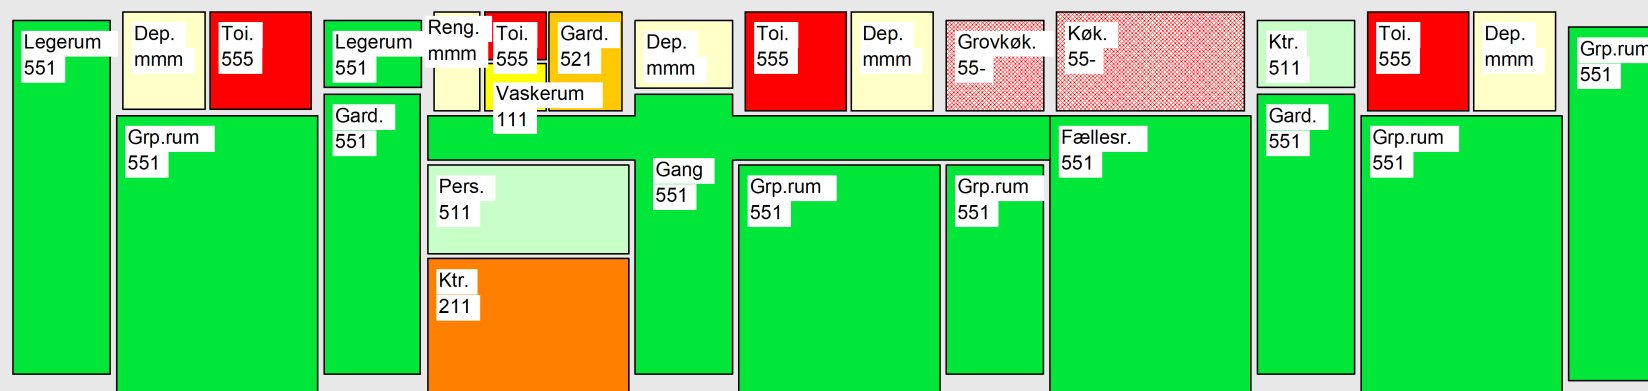 Legerum
551
Dep.
mmm
Toi.
555
Grp.rum
551
Legerum
551
Gard.
551
Reng.
mmm
Toi.
555
Gard.
521
Vaskerum
111
Pers.
511
Ktr.
211
Dep.
mmm
Gang
551
Toi.
555
Dep.
mmm
Grp.rum
551
Grovkøk.
55-
Grp.rum
551
Køk.
55-
Fællesr.
551
Ktr.
511
Gard.
551
Toi.
555
Dep.
mmm
Grp.rum
551
Grp.rum
551